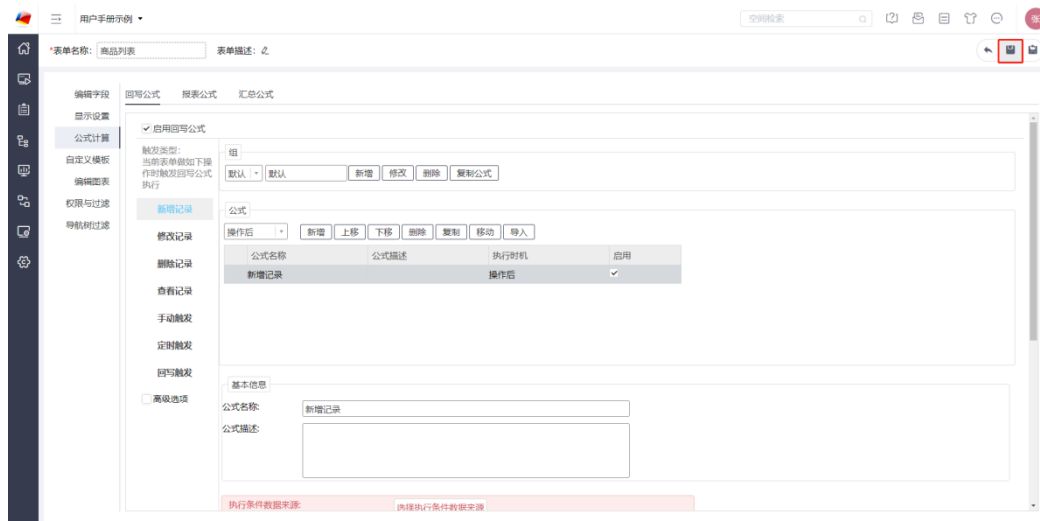 用户手册示例
空间检索
张
*表单名称: 商品列表 表单描述:
编辑字段
显示设置
公式计算
自定义模板
编辑图表
权限与过滤
导航树过滤
回写公式 报表公式 汇总公式
启用回写公式
触发类型:
当前表单做如下操
作时触发回写公式
执行
新增记录
修改记录
删除记录
查看记录
手动触发
定时触发
回写触发
高级选项
组
默认 默认 新增 修改 删除 复制公式
公式
操作后 新增 上移 下移 删除 复制 移动 导入
公式名称 公式描述 执行时机 启用
新增记录 操作后
基本信息
公式名称: 新增记录
公式描述:
执行条件数据来源: 选择执行条件数据来源